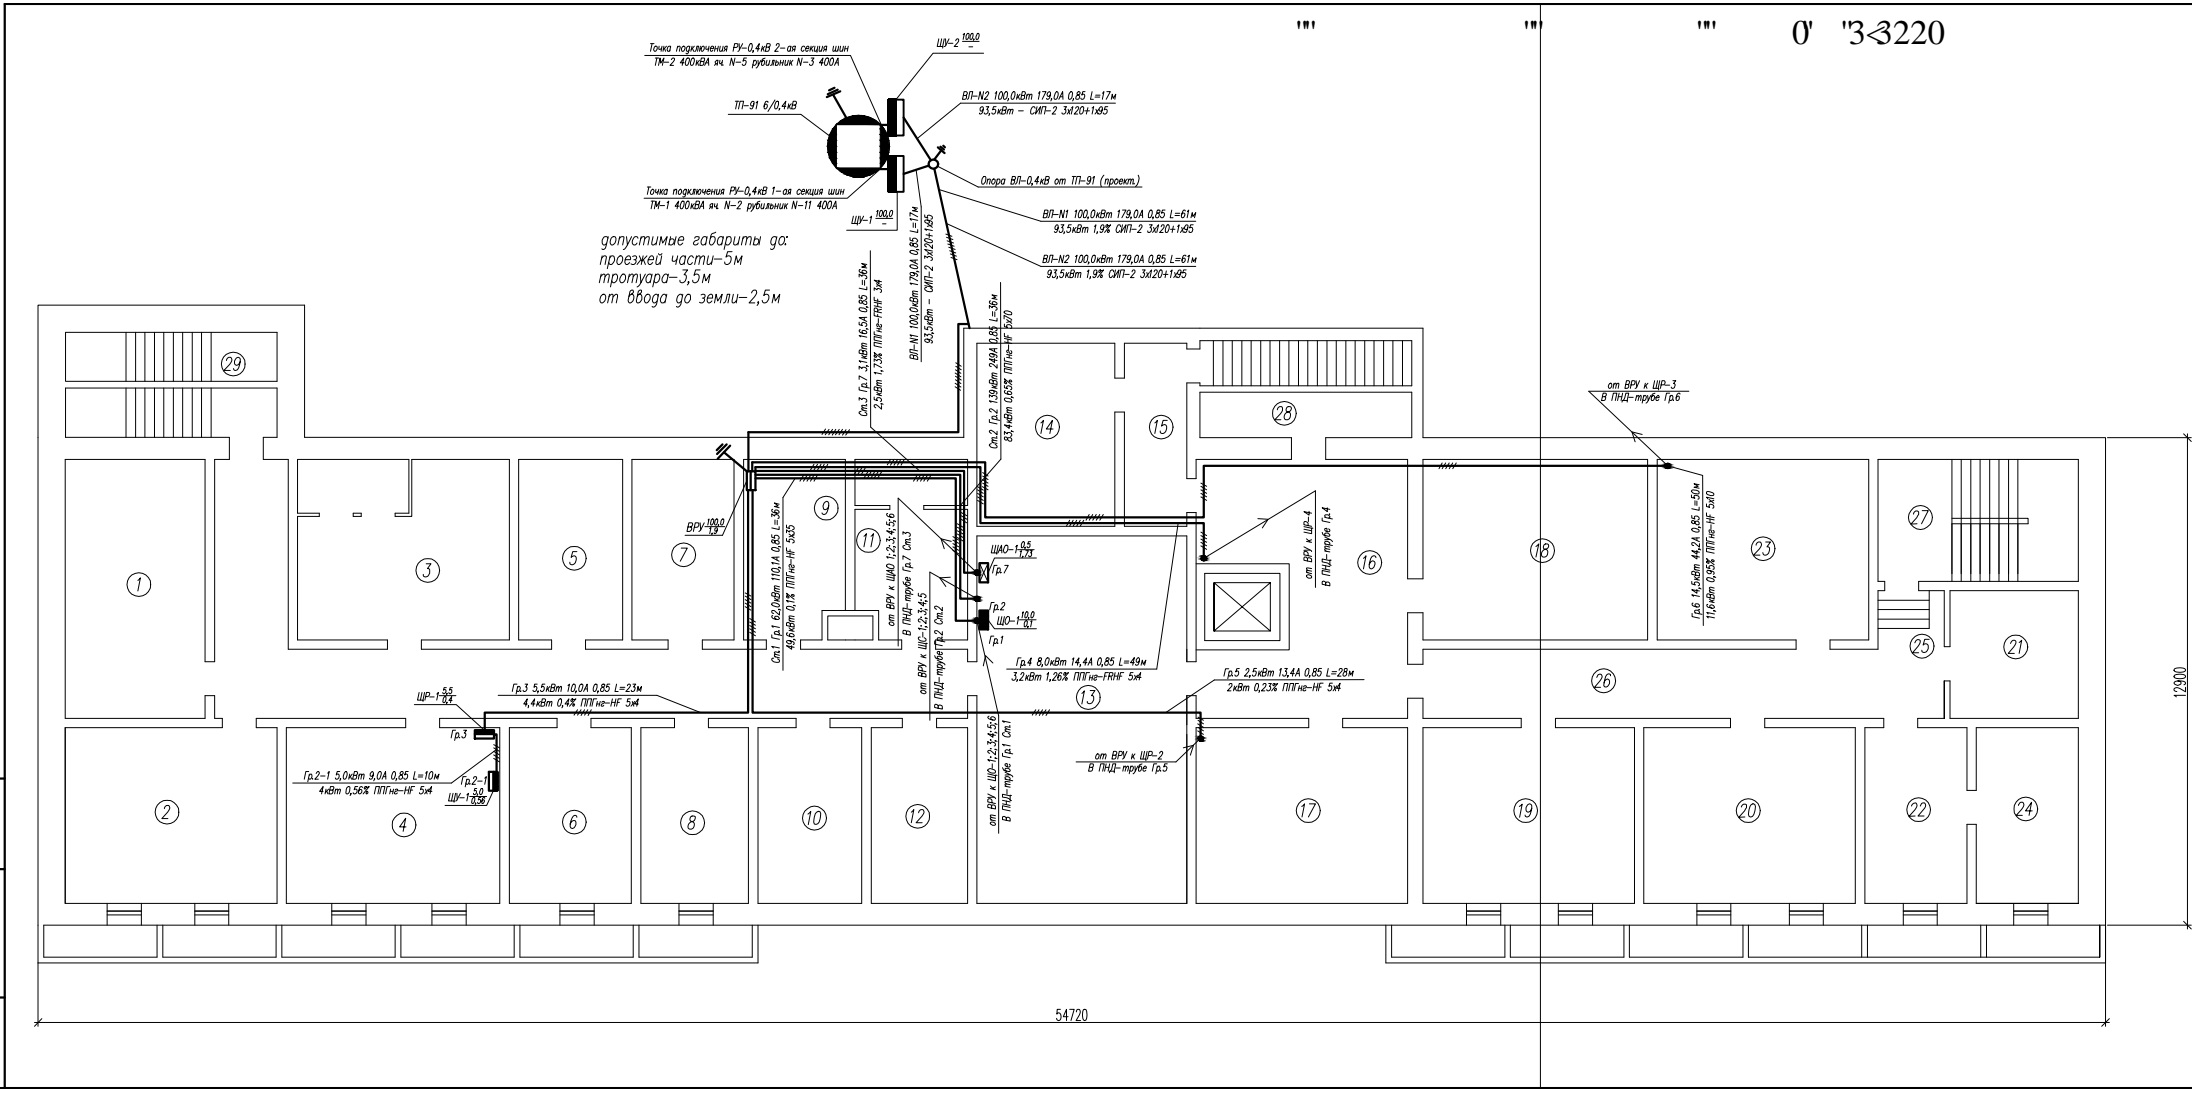 "" "" "" 0' "3<3220
Точка подключения РУ-0,4кВ 2-ая секция шин
ТМ-2 400кВА яч. N-5 рубильник N-3 400А
ЩУ-2 100,0
–
ТП-91 6/0,4кВ
ВЛ-N2 100,0кВт 179,0А 0,85 L=17м
93,5кВт – СИП-2 3х120+1х95
Опора ВЛ-0,4кВ от ТП-91 (проект.)
Точка подключения РУ-0,4кВ 1-ая секция шин
ТМ-1 400кВА яч. N-2 рубильник N-11 400А
ЩУ-1 100,0
–
ВЛ-N1 100,0кВт 179,0А 0,85 L=61м
93,5кВт 1,9% СИП-2 3х120+1х95
ВЛ-N2 100,0кВт 179,0А 0,85 L=61м
93,5кВт 1,9% СИП-2 3х120+1х95
ВЛ-N1 100,0кВт 179,0А 0,85 L=17м
93,5кВт – СИП-2 3х120+1х95
допустимые габариты до:
проезжей части-5м
тротуара-3,5м
от ввода до земли-2,5м
Ст.3 Гр.7 3,1кВт 16,5А 0,85 L=36м
2,5кВт 1,73% ППГнг-FRHF 3х4
Ст.2 Гр.2 139кВт 249А 0,85 L=36м
83,4кВт 0,65% ППГнг-HF 5х70
от ВРУ к ЩР-3
В ПНД-трубе Гр.6
29
14
15
28
ВРУ 100,0
1,9
Ст.1 Гр.1 62,0кВт 110,1А 0,85 L=36м
49,6кВт 0,1% ППГнг-HF 5х35
от ВРУ к ЩАО 1;2;3;4;5;6
В ПНД-трубе Гр.7 Ст.3
от ВРУ к ЩС-1;2;3;4;5
В ПНД-трубе Гр.2 Ст.2
ЩАО-1 0,5
1,73
Гр.7
Гр.2
ЩО-1 10,0
0,1
Гр.1
от ВРУ к ЩР-4
В ПНД-трубе Гр.4
Гр.6 14,5кВт 44,2А 0,85 L=50м
11,6кВт 0,95% ППГнг-HF 5х10
1
3
5
7
9
11
16
18
23
27
25
21
26
13
Гр.4 8,0кВт 14,4А 0,85 L=49м
3,2кВт 1,26% ППГнг-FRHF 5х4
Гр.5 2,5кВт 13,4А 0,85 L=28м
2кВт 0,23% ППГнг-HF 5х4
ЩР-1 5,5
0,4
Гр.3 5,5кВт 10,0А 0,85 L=23м
4,4кВт 0,4% ППГнг-HF 5х4
Гр.3
Гр.2-1 5,0кВт 9,0А 0,85 L=10м
4кВт 0,56% ППГнг-HF 5х4
Гр.2-1
ЩУ-1 5,0
0,56
от ВРУ к ЩО-1;2;3;4;5;6
В ПНД-трубе Гр.1 Ст.1
от ВРУ к ЩР-2
В ПНД-трубе Гр.5
2
4
6
8
10
12
17
19
20
22
24
12900
54720